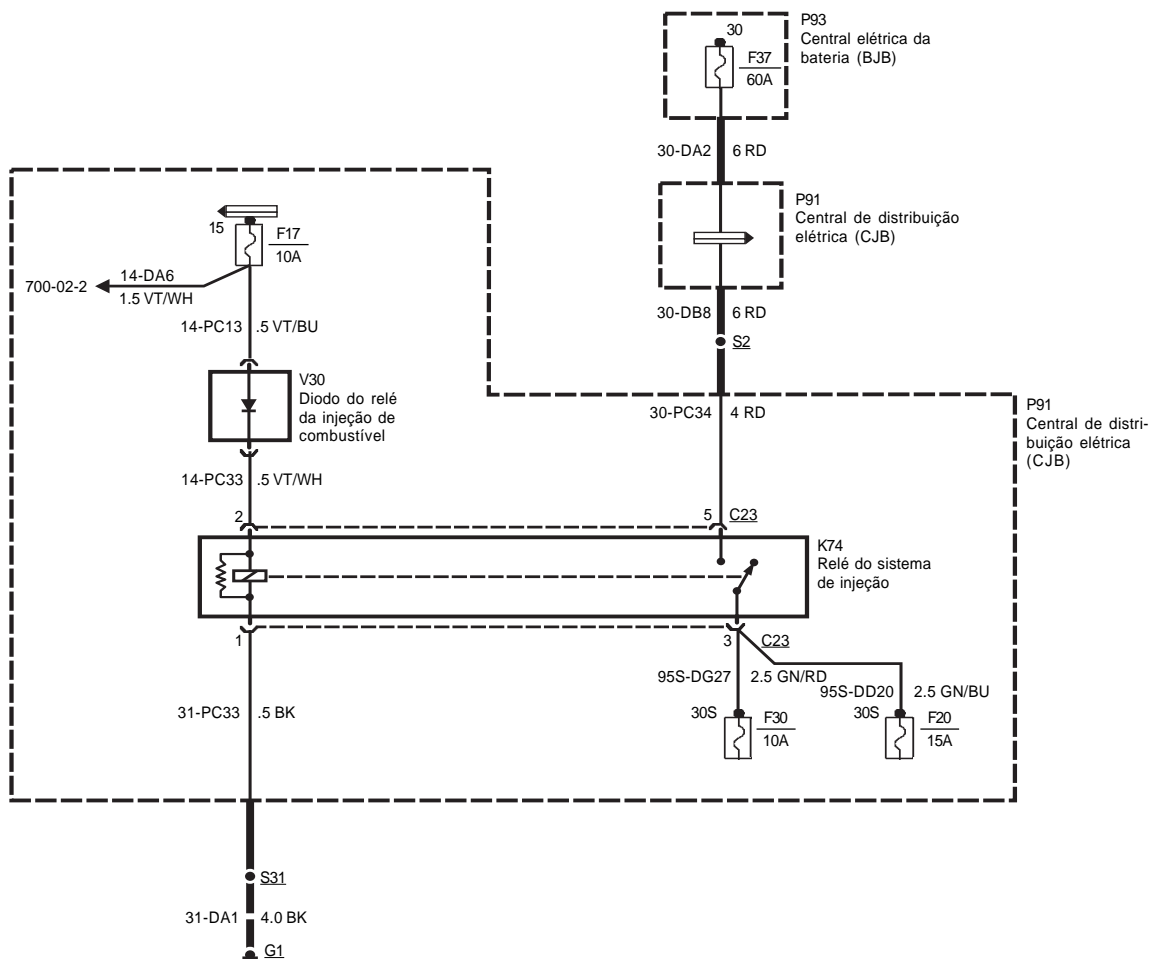 P93
Central elétrica da
bateria (BJB)
30
F37
60A
30-DA2 6 RD
P91
Central de distribuição
elétrica (CJB)
30-DB8 6 RD
S2
15
F17
10A
700-02-2
14-DA6
1.5 VT/WH
14-PC13 .5 VT/BU
V30
Diodo do relé
da injeção de
combustível
14-PC33 .5 VT/WH
30-PC34 4 RD
P91
Central de distri-
buição elétrica
(CJB)
2
5 C23
K74
Relé do sistema
de injeção
1
3 C23
95S-DG27 2.5 GN/RD
95S-DD20 2.5 GN/BU
31-PC33 .5 BK
30S
F30
10A
30S
F20
15A
S31
31-DA1 4.0 BK
G1